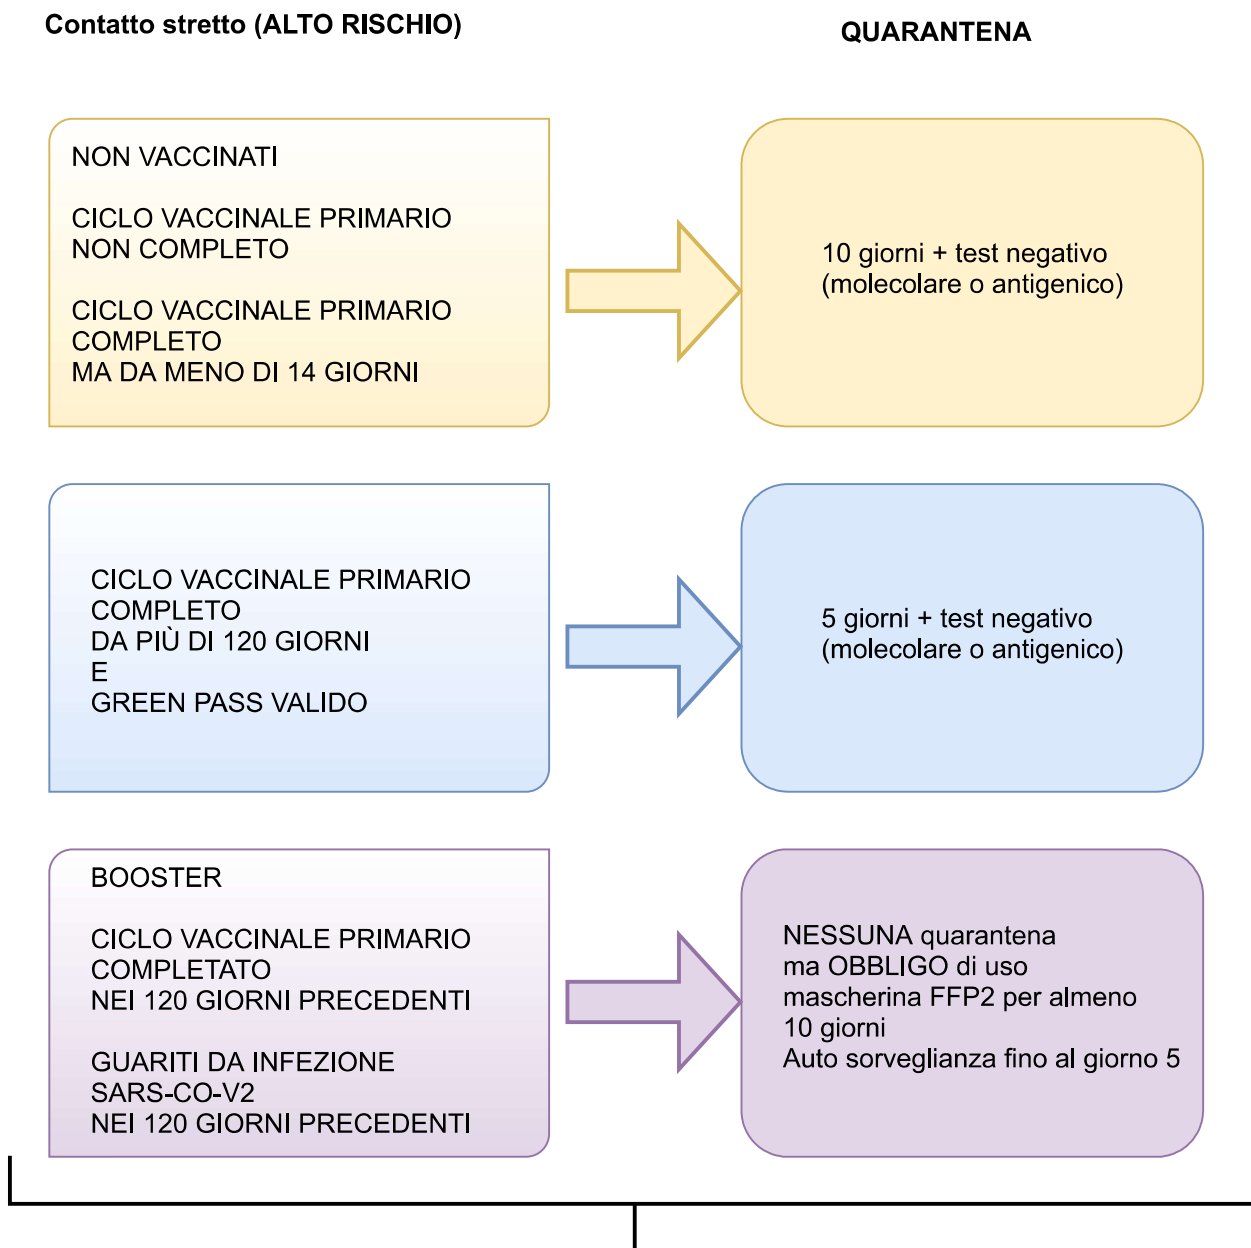 Contatto stretto (ALTO RISCHIO)
QUARANTENA
NON VACCINATI
CICLO VACCINALE PRIMARIO
NON COMPLETO
CICLO VACCINALE PRIMARIO
COMPLETO
MA DA MENO DI 14 GIORNI
10 giorni + test negativo
(molecolare o antigenico)
CICLO VACCINALE PRIMARIO
COMPLETO
DA PIÙ DI 120 GIORNI
E
GREEN PASS VALIDO
5 giorni + test negativo
(molecolare o antigenico)
BOOSTER
CICLO VACCINALE PRIMARIO
COMPLETATO
NEI 120 GIORNI PRECEDENTI
GUARITI DA INFEZIONE
SARS-CO-V2
NEI 120 GIORNI PRECEDENTI
NESSUNA quarantena
ma OBBLIGO di uso
mascherina FFP2 per almeno
10 giorni
Auto sorveglianza fino al giorno 5